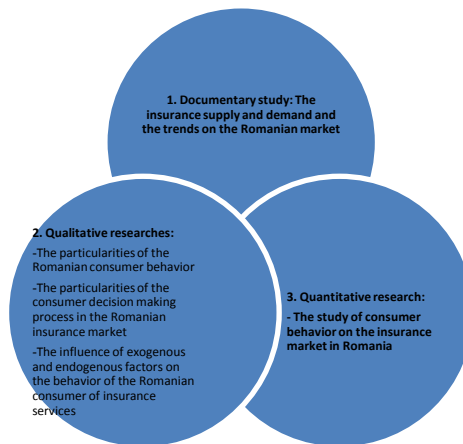 1. Documentary study: The
insurance supply and demand and
the trends on the Romanian market
2. Qualitative researches:
-The particularities of the
Romanian consumer behavior
-The particularities of the
consumer decision making
process in the Romanian
insurance market
-The influence of exogenous
and endogenous factors on
the behavior of the Romanian
consumer of insurance
services
3. Quantitative research:
- The study of consumer
behavior on the insurance
market in Romania